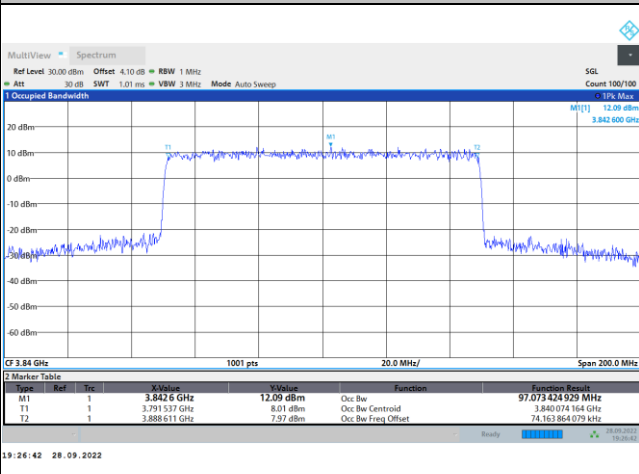 MultiView Spectrum
Ref Level 30.00 dBm Offset 4.10 dB RBW 1 MHz SGL
Att 30 dB SWT 1.01 ms VBW 3 MHz Mode Auto Sweep Count 100/100
1 Occupied Bandwidth 1Pk Max
M1[1] 12.09 dBm
3.842 600 GHz
20 dBm
M1
T1 T2
10 dBm
0 dBm
-10 dBm
-20 dBm
-30 dBm
-40 dBm
-50 dBm
-60 dBm
CF 3.84 GHz 1001 pts 20.0 MHz/ Span 200.0 MHz
2 Marker Table
Type Ref Trc X-Value Y-Value Function Function Result
M1 1 3.842 6 GHz 12.09 dBm Occ Bw 97.073 424 929 MHz
T1 1 3.791 537 GHz 8.01 dBm Occ Bw Centroid 3.840 074 164 GHz
T2 1 3.888 611 GHz 7.97 dBm Occ Bw Freq Offset 74.163 864 079 kHz
Ready 28.09.2022
19:26:42
19:26:42 28.09.2022